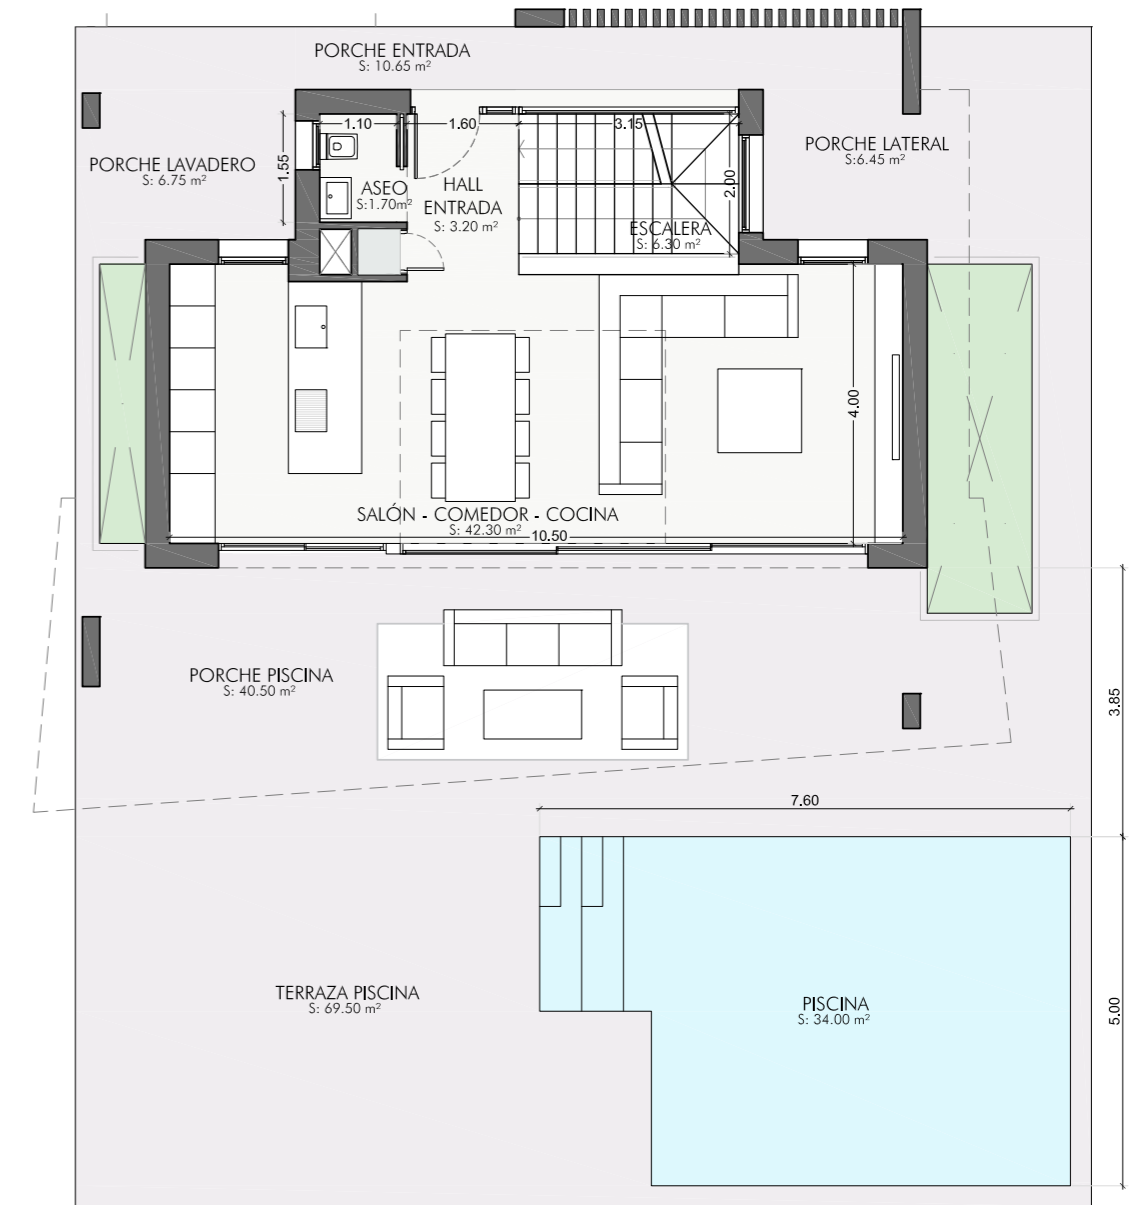 PORCHE ENTRADA
S: 10.65 m²
1.10
1.60
3.15
PORCHE LATERAL
S:6.45 m²
PORCHE LAVADERO
S: 6.75 m²
1.55
ASEO
S:1.70m²
HALL
ENTRADA
S: 3.20 m²
2.00
ESCALERA
S: 6.30 m²
4.00
SALÓN - COMEDOR - COCINA
S: 42.30 m²
10.50
PORCHE PISCINA
S: 40.50 m²
3.85
7.60
TERRAZA PISCINA
S: 69.50 m²
PISCINA
S: 34.00 m²
5.00